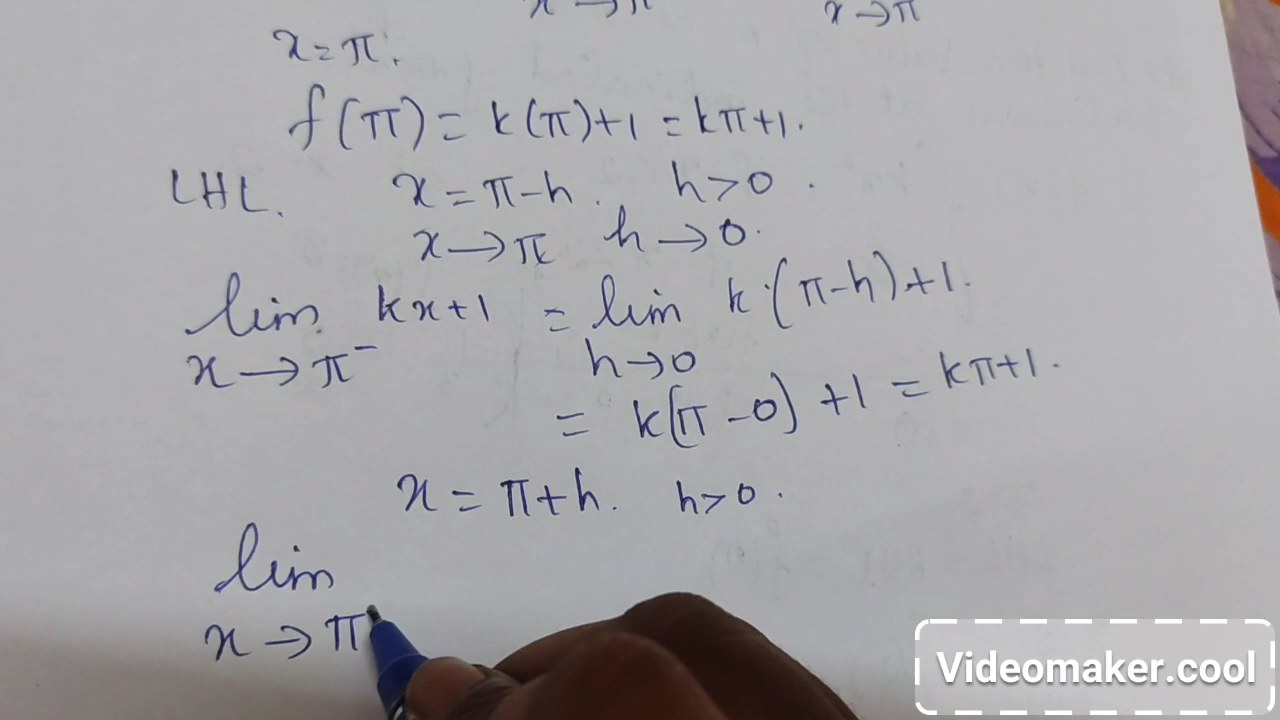 x→π x→π
x=π.
f(π) = k(π)+1 = kπ+1.
LHL. x = π-h. h>0.
x→π h→0.
lim kx+1 = lim k.(π-h)+1.
x→π⁻ h→0
= k(π-0)+1 = kπ+1.
x = π+h. h>0.
lim
x→π
Videomaker.cool